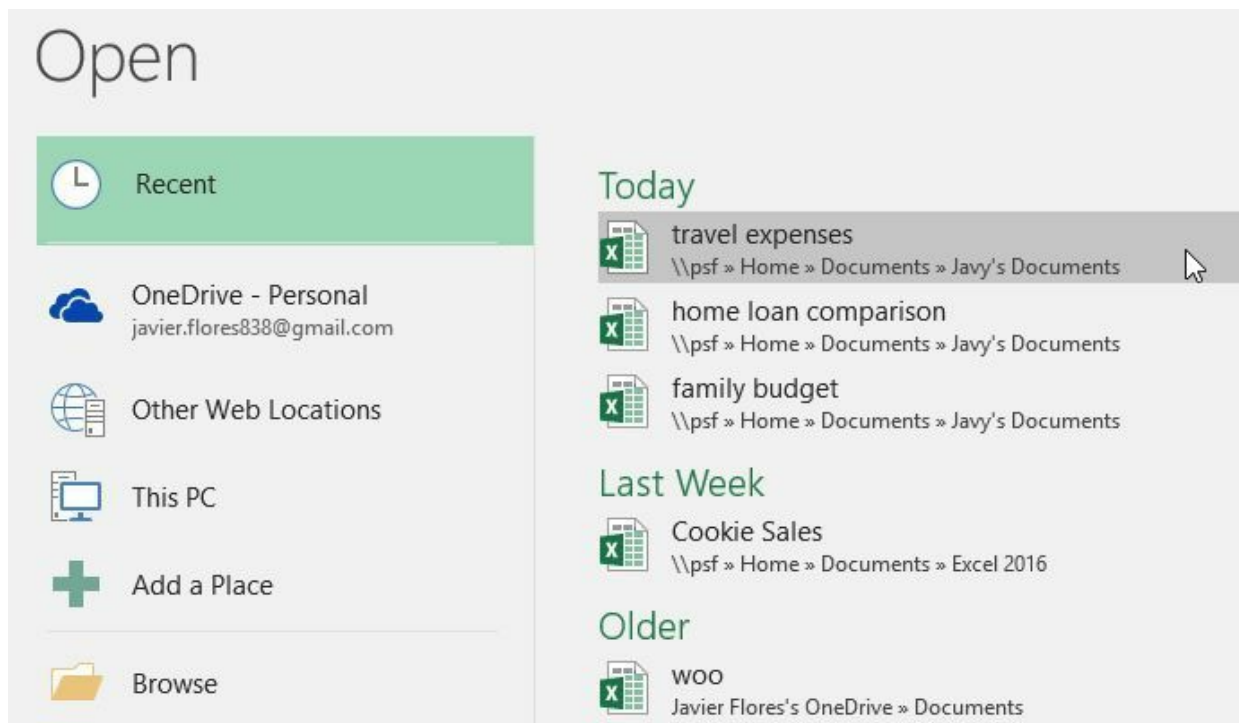 Open
Recent
OneDrive - Personal
javier.flores838@gmail.com
Other Web Locations
This PC
Add a Place
Browse
Today
travel expenses
\\psf » Home » Documents » Javy's Documents
home loan comparison
\\psf » Home » Documents » Javy's Documents
family budget
\\psf » Home » Documents » Javy's Documents
Last Week
Cookie Sales
\\psf » Home » Documents » Excel 2016
Older
woo
Javier Flores's OneDrive » Documents